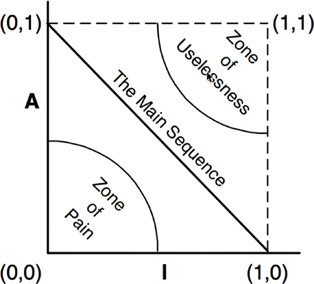 (0,1)
(1,1)
Zone
of
Uselessness
A
The Main Sequence
Zone
of
Pain
(0,0)
I
(1,0)